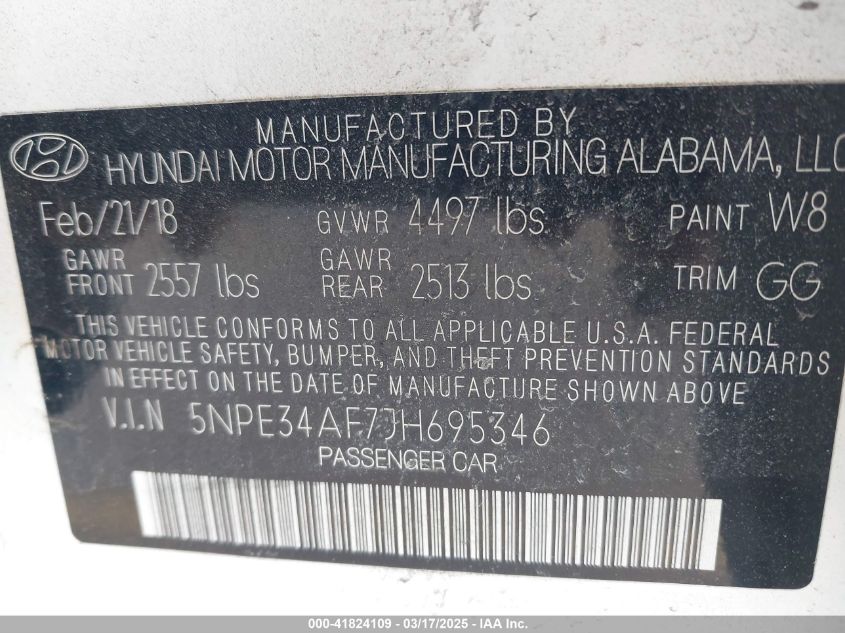 MANUFACTURED BY
HYUNDAI MOTOR MANUFACTURING ALABAMA, LLC
Feb/21/18 GVWR 4497 lbs PAINT W8
GAWR FRONT 2557 lbs GAWR REAR 2513 lbs TRIM GG
THIS VEHICLE CONFORMS TO ALL APPLICABLE U.S.A. FEDERAL
MOTOR VEHICLE SAFETY, BUMPER, AND THEFT PREVENTION STANDARDS
IN EFFECT ON THE DATE OF MANUFACTURE SHOWN ABOVE
V.I.N 5NPE34AF7JH695346
PASSENGER CAR
000-41824109 - 03/17/2025 - IAA Inc.